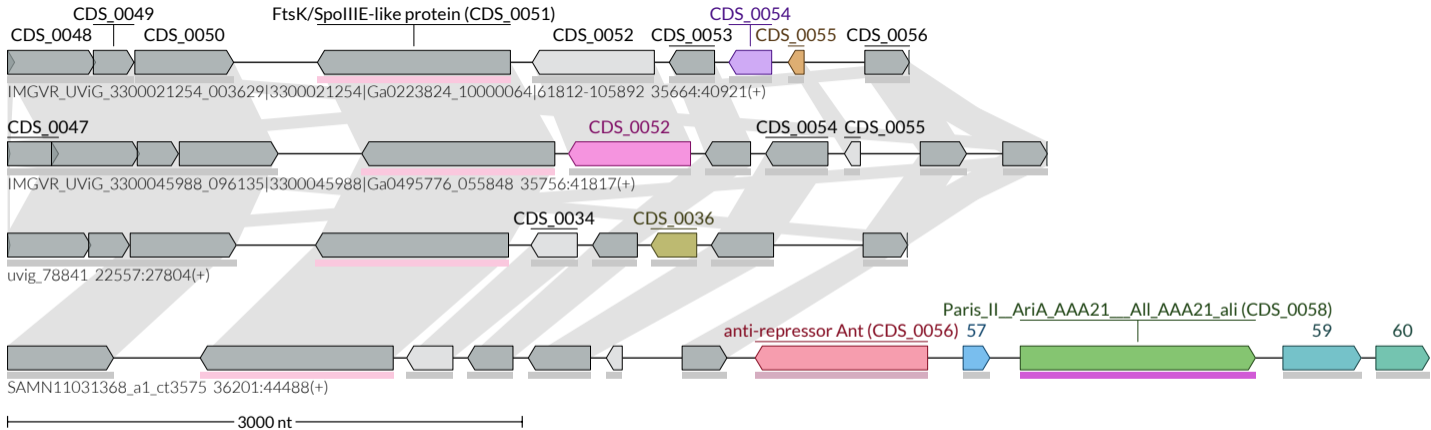 CDS_0049 FtsK/SpoIIIE-like protein (CDS_0051) CDS_0054
CDS_0048 CDS_0050 CDS_0052 CDS_0053 CDS_0055 CDS_0056
IMGVR_UViG_3300021254_003629|3300021254|Ga0223824_10000064|61812-105892 35664:40921(+)
CDS_0047 CDS_0052 CDS_0054 CDS_0055
IMGVR_UViG_3300045988_096135|3300045988|Ga0495776_055848 35756:41817(+)
CDS_0034 CDS_0036
uvig_78841 22557:27804(+)
Paris_II__AriA_AAA21___All_AAA21_ali (CDS_0058)
anti-repressor Ant (CDS_0056) 57 59 60
SAMN11031368_a1_ct3575 36201:44488(+)
3000 nt